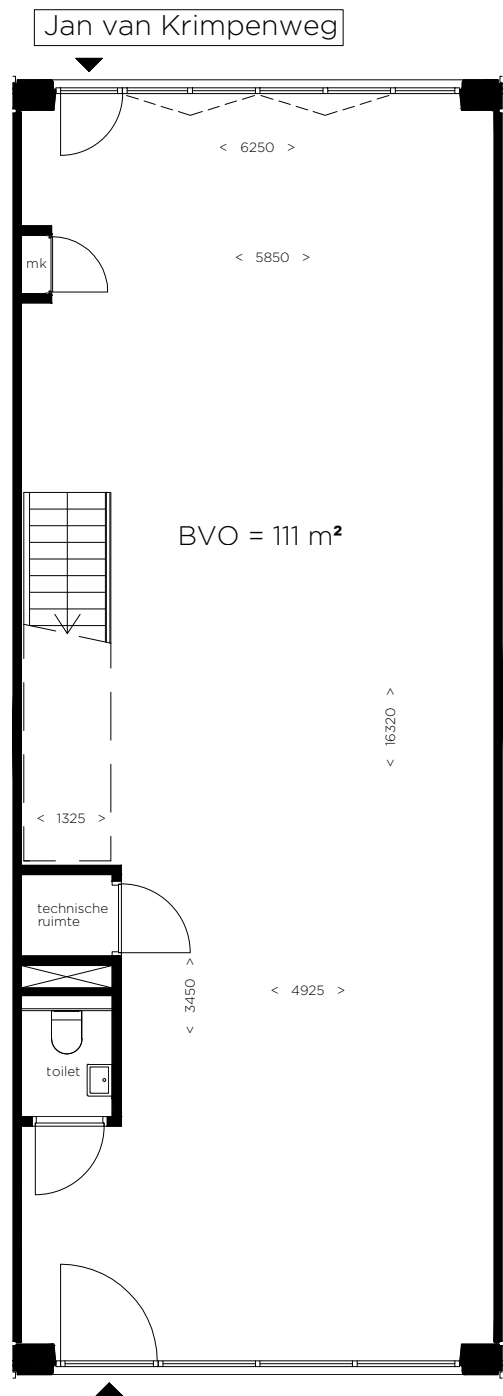 Jan van Krimpenweg
< 6250 >
< 5850 >
mk
BVO = 111 m²
< 16320 >
< 1325 >
technische
ruimte
< 3450 >
< 4925 >
toilet